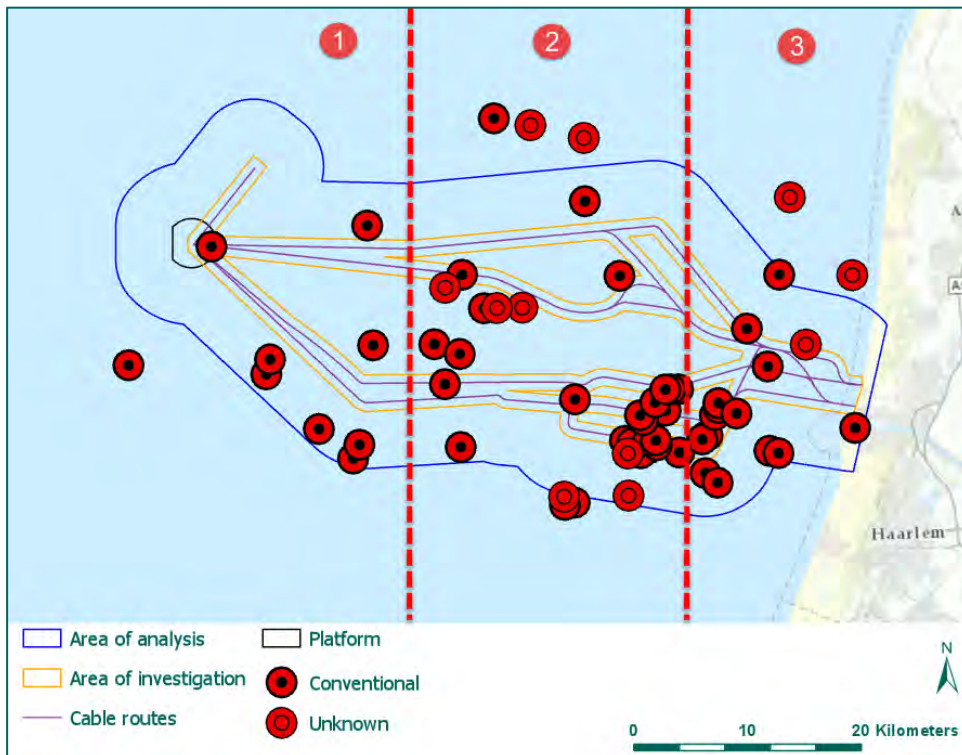 1
2
3
A
A
Haarlem
Area of analysis
Platform
Area of investigation
Conventional
Cable routes
Unknown
N
0 10 20 Kilometers